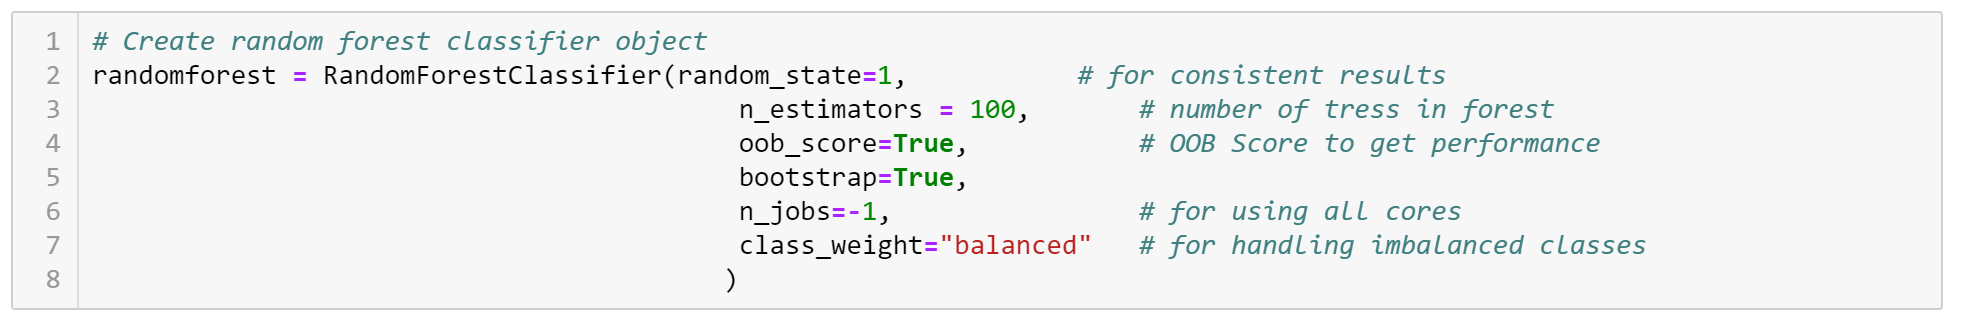 1 # Create random forest classifier object
2 randomforest = RandomForestClassifier(random_state=1, # for consistent results
3 n_estimators = 100, # number of tress in forest
4 oob_score=True, # OOB Score to get performance
5 bootstrap=True,
6 n_jobs=-1, # for using all cores
7 class_weight="balanced" # for handling imbalanced classes
8 )